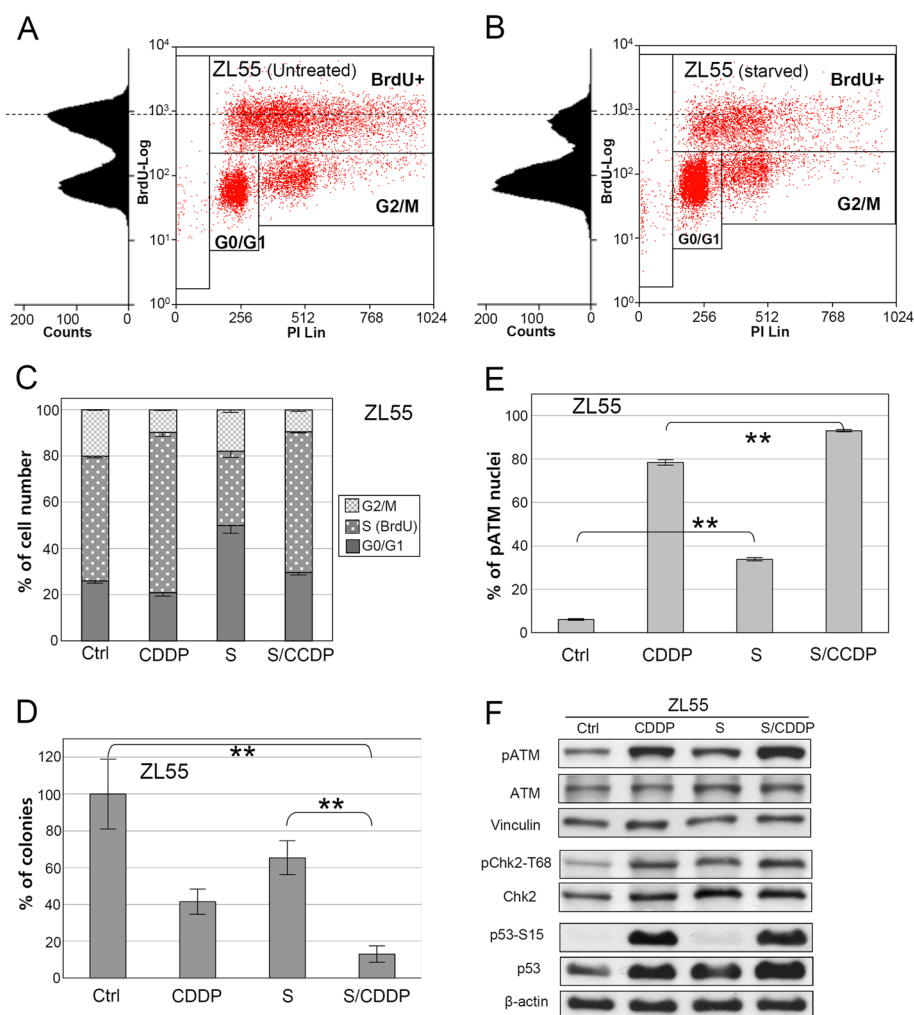 A
ZL55 (Untreated)
BrdU+
G2/M
G0/G1
BrdU-Log
10⁴
10³
10²
10¹
10⁰
200 100 0
Counts
0 256 512 768 1024
PI Lin
B
ZL55 (starved)
BrdU+
G2/M
G0/G1
BrdU-Log
10⁴
10³
10²
10¹
10⁰
200 100 0
Counts
0 256 512 768 1024
PI Lin
C
ZL55
% of cell number
100
80
60
40
20
0
Ctrl CDDP S S/CCDP
G2/M
S (BrdU)
G0/G1
D
ZL55
% of colonies
120
100
80
60
40
20
0
**
**
Ctrl CDDP S S/CDDP
E
ZL55
% of pATM nuclei
100
80
60
40
20
0
**
**
Ctrl CDDP S S/CCDP
F
ZL55
Ctrl CDDP S S/CDDP
pATM
ATM
Vinculin
pChk2-T68
Chk2
p53-S15
p53
β-actin